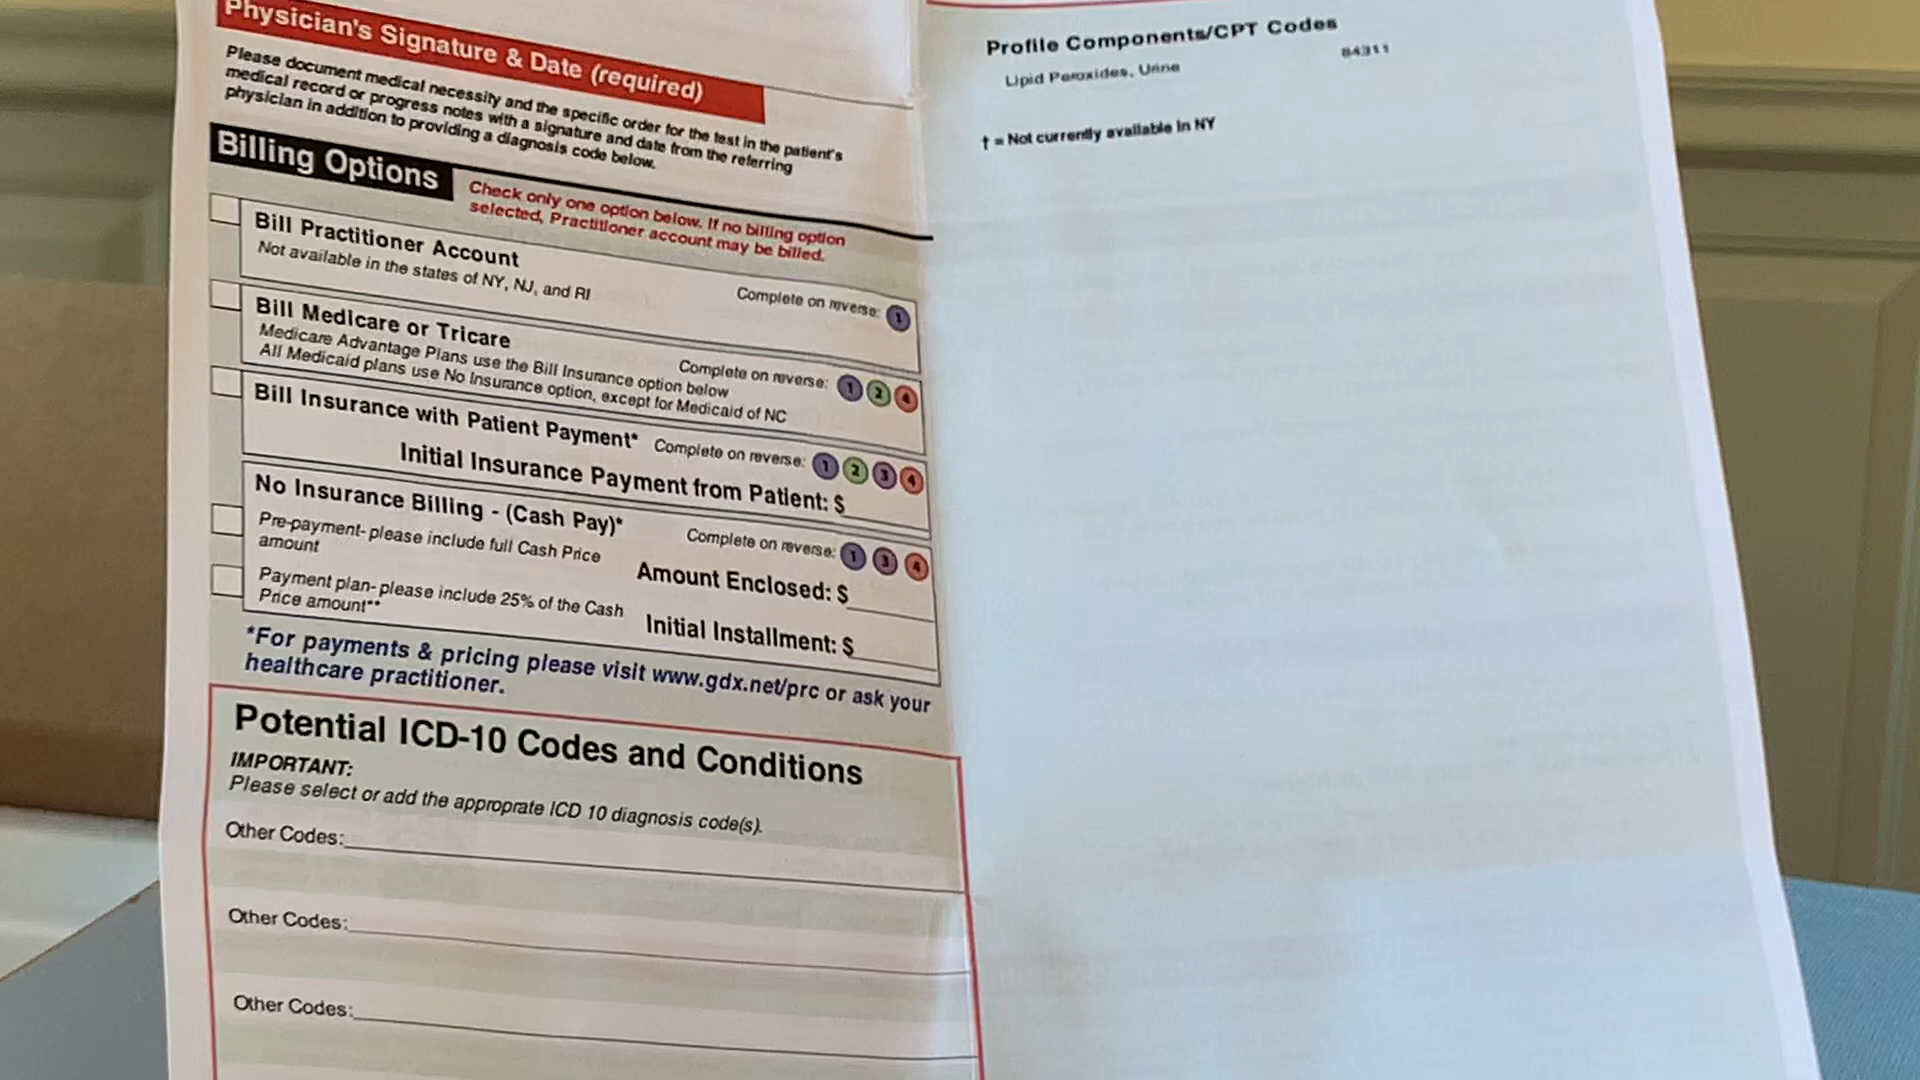 Physician's Signature & Date (required)
Please document medical necessity and the specific order for the test in the patient's
medical record or progress notes with a signature and date from the referring
physician in addition to providing a diagnosis code below.
Billing Options
Check only one option below. If no billing option
selected, Practitioner account may be billed.
Bill Practitioner Account
Not available in the states of NY, NJ, and RI
Complete on reverse: 1
Bill Medicare or Tricare
Medicare Advantage Plans use the Bill Insurance option below
All Medicaid plans use No Insurance option, except for Medicaid of NC
Complete on reverse: 1 2 4
Bill Insurance with Patient Payment* Complete on reverse: 1 2 3 4
Initial Insurance Payment from Patient: $
No Insurance Billing - (Cash Pay)*
Complete on reverse: 1 3 4
Pre-payment- please include full Cash Price
amount
Amount Enclosed: $
Payment plan- please include 25% of the Cash
Price amount**
Initial Installment: $
*For payments & pricing please visit www.gdx.net/prc or ask your
healthcare practitioner.
Potential ICD-10 Codes and Conditions
IMPORTANT:
Please select or add the approprate ICD 10 diagnosis code(s).
Other Codes:
Other Codes:
Other Codes:
Profile Components/CPT Codes
Lipid Peroxides, Urine 84311
† = Not currently available in NY